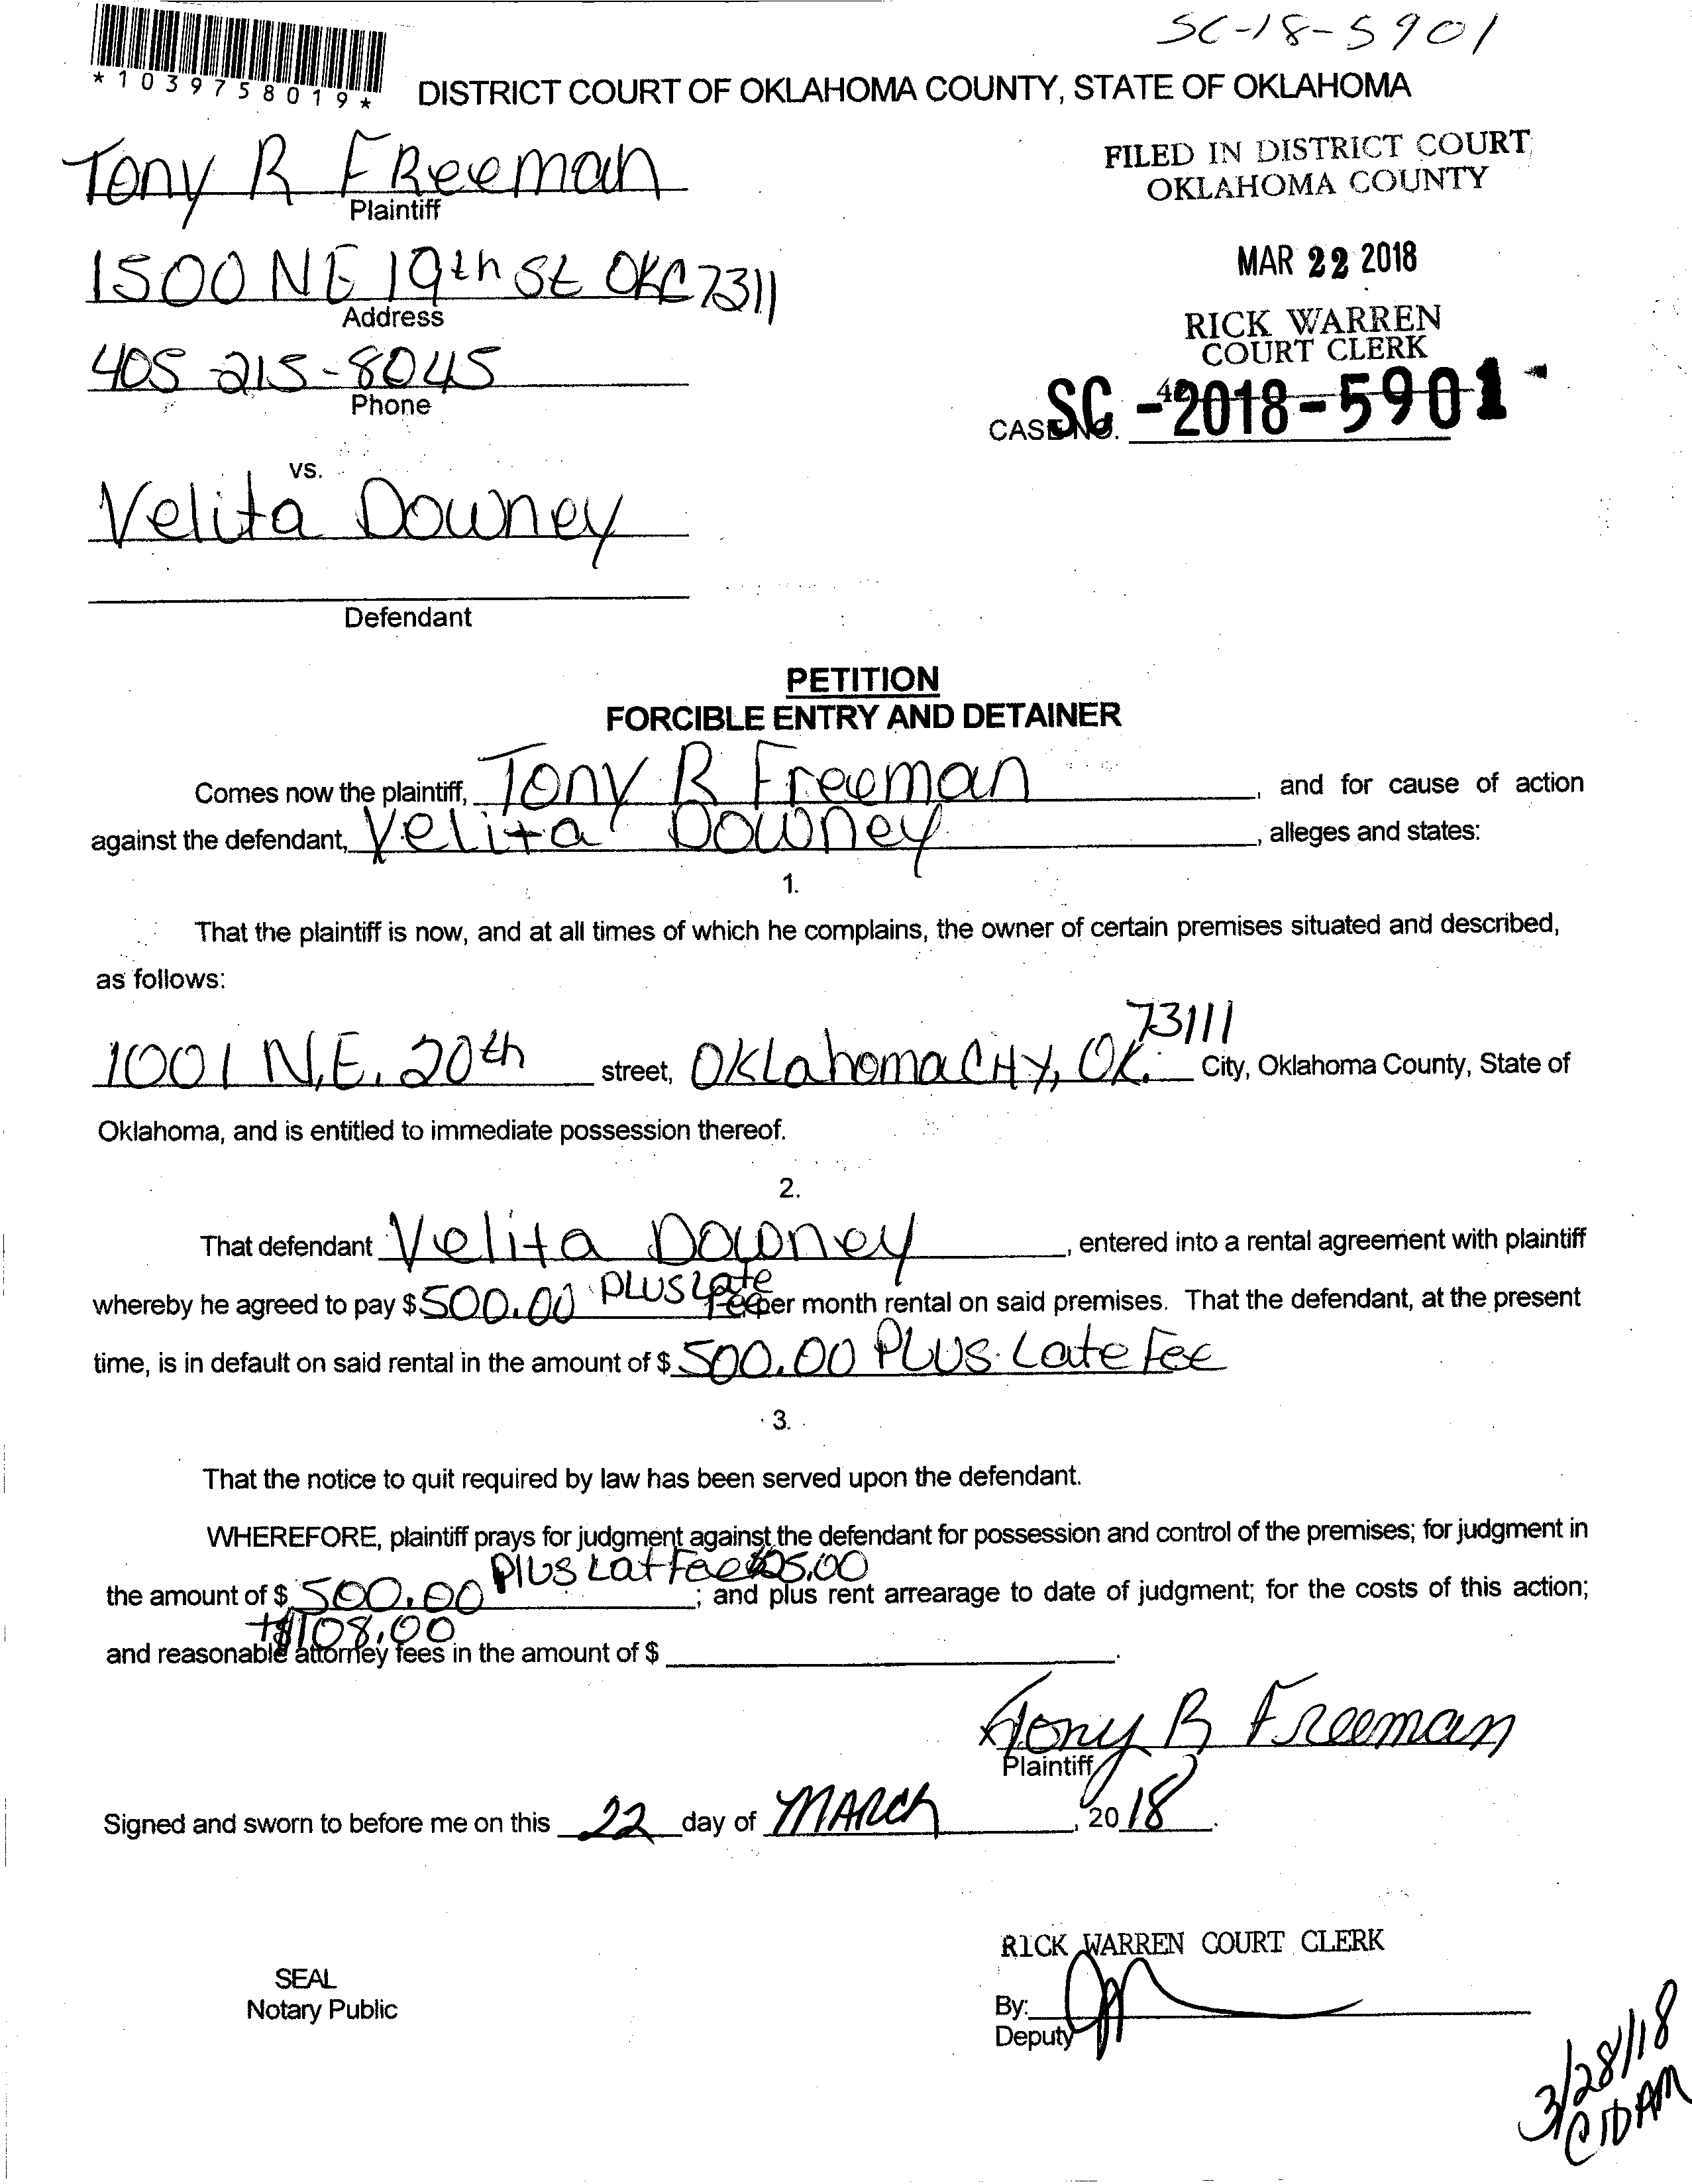 SC-18-5901
*1039758019*
DISTRICT COURT OF OKLAHOMA COUNTY, STATE OF OKLAHOMA
Tony R FReeman
Plaintiff
FILED IN DISTRICT COURT
OKLAHOMA COUNTY
1500 NE 19th St OKC 7311
Address
MAR 22 2018
405-215-8045
Phone
RICK WARREN
COURT CLERK
CASE NO. SC - 2018-5901
vs.
Velita Downey
Defendant
PETITION
FORCIBLE ENTRY AND DETAINER
Comes now the plaintiff, Tony R Freeman, and for cause of action
against the defendant, Velita Downey, alleges and states:
1.
That the plaintiff is now, and at all times of which he complains, the owner of certain premises situated and described,
as follows:
73111
1001 N.E. 20th street, Oklahoma City, OK. City, Oklahoma County, State of
Oklahoma, and is entitled to immediate possession thereof.
2.
That defendant Velita Downey, entered into a rental agreement with plaintiff
whereby he agreed to pay $ 500.00 PLUS Late Fee per month rental on said premises. That the defendant, at the present
time, is in default on said rental in the amount of $ 500.00 PLUS Late Fee
3.
That the notice to quit required by law has been served upon the defendant.
WHEREFORE, plaintiff prays for judgment against the defendant for possession and control of the premises; for judgment in
Plus Lat Fee $25.00
the amount of $ 500.00; and plus rent arrearage to date of judgment; for the costs of this action;
+$108.00
and reasonable attorney fees in the amount of $
Tony R Freeman
Plaintiff
Signed and sworn to before me on this 22 day of MARCH, 2018.
RICK WARREN COURT CLERK
SEAL
Notary Public
By:
Deputy
3/28/18
@ 10 AM